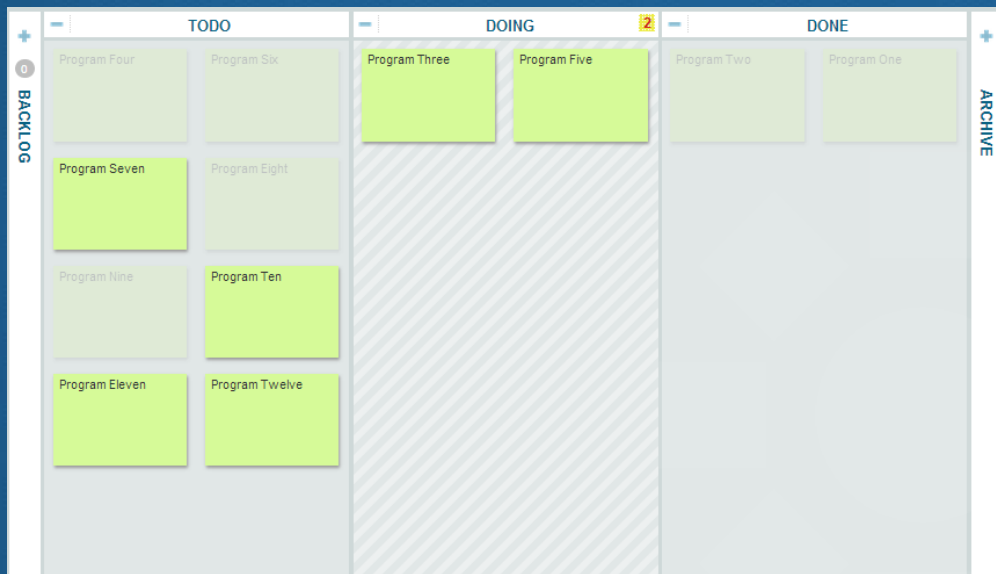 TODO
DOING
2
DONE
0
BACKLOG
ARCHIVE
Program Four
Program Six
Program Seven
Program Eight
Program Nine
Program Ten
Program Eleven
Program Twelve
Program Three
Program Five
Program Two
Program One